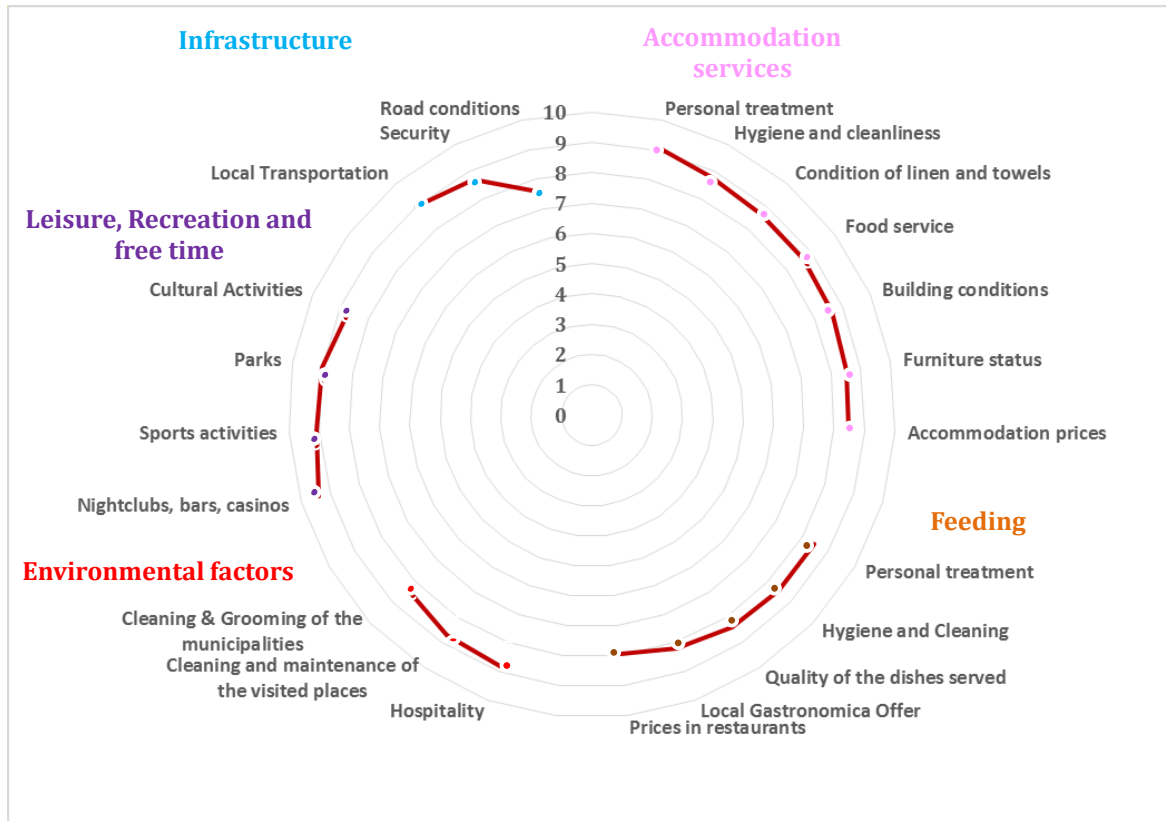 Infrastructure
Accommodation
services
Road conditions
Security
Local Transportation
Personal treatment
Hygiene and cleanliness
Condition of linen and towels
Food service
Building conditions
Furniture status
Accommodation prices
10
9
8
7
6
5
4
3
2
1
0
Leisure, Recreation and
free time
Cultural Activities
Parks
Sports activities
Nightclubs, bars, casinos
Feeding
Personal treatment
Hygiene and Cleaning
Quality of the dishes served
Local Gastronomica Offer
Prices in restaurants
Environmental factors
Cleaning & Grooming of the
municipalities
Cleaning and maintenance of
the visited places
Hospitality